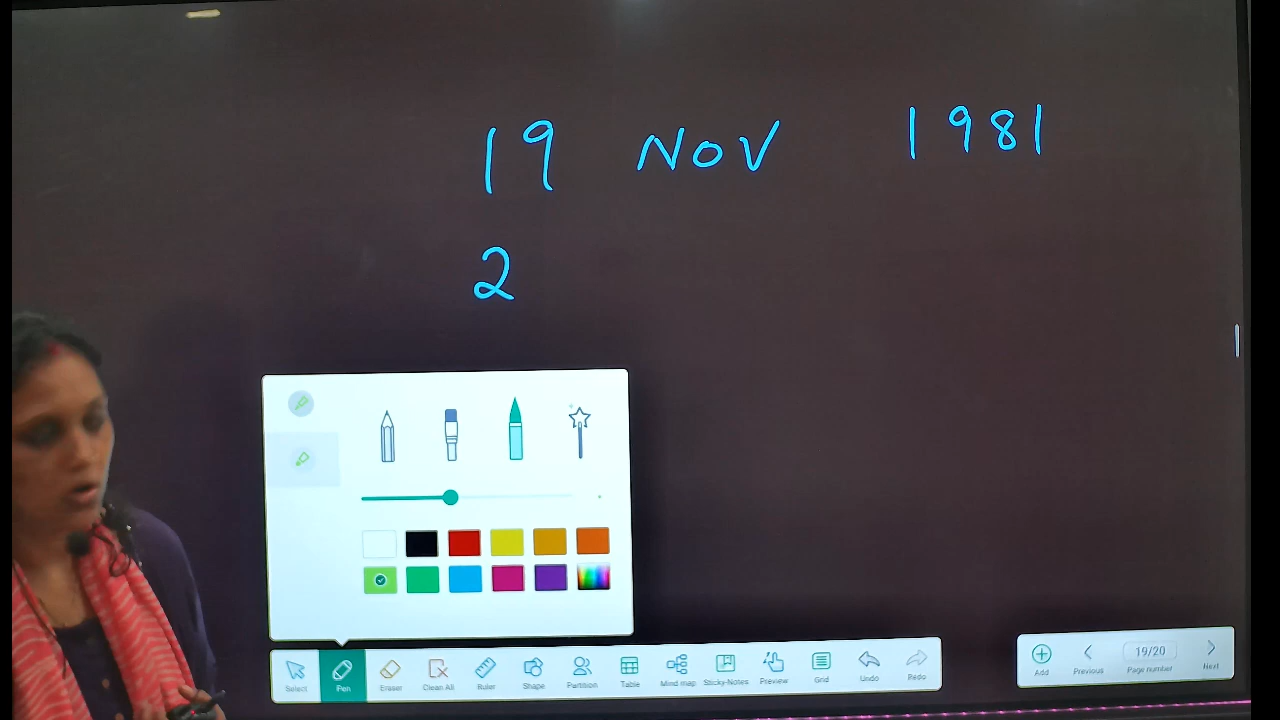 19 NOV 1981
2
Select Pen Eraser Clean All Ruler Shape Partition Table Mind map Sticky-Notes Preview Grid Undo Redo
Add Previous 19/20 Page number Next